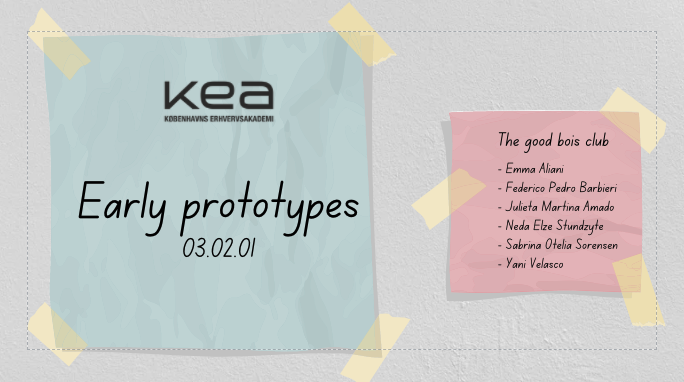 kea
KØBENHAVNS ERHVERVSAKADEMI
Early prototypes
03.02.01
The good bois club
- Emma Aliani
- Federico Pedro Barbieri
- Julieta Martina Amado
- Neda Elze Stundzyte
- Sabrina Otelia Sorensen
- Yani Velasco